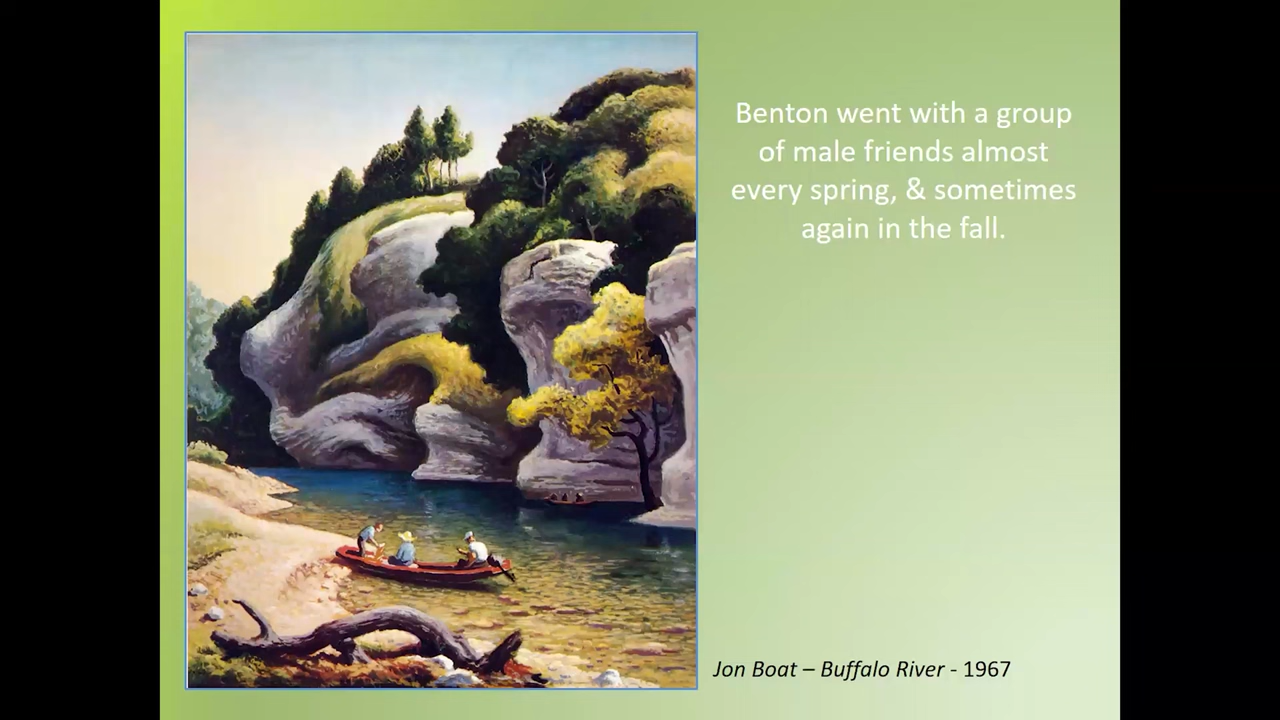 Benton went with a group
of male friends almost
every spring, & sometimes
again in the fall.
Jon Boat – Buffalo River - 1967